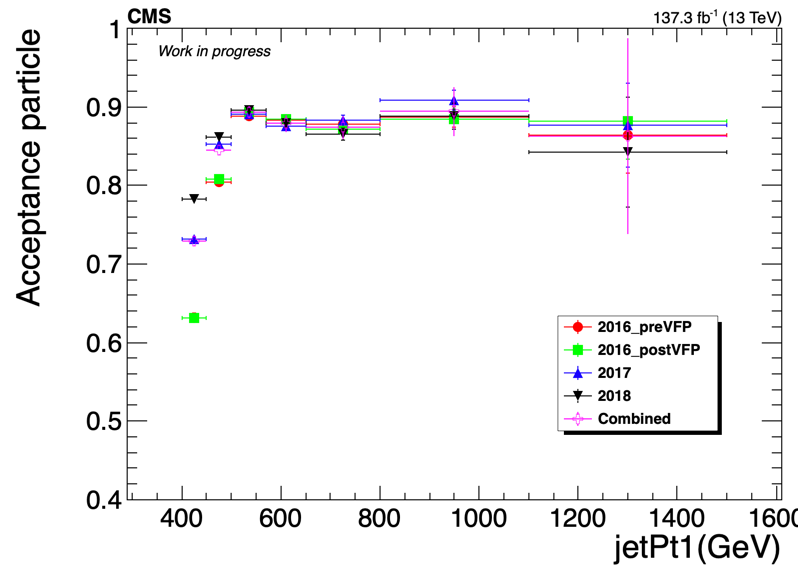 CMS
137.3 fb⁻¹ (13 TeV)
Work in progress
Acceptance particle
1
0.9
0.8
0.7
0.6
0.5
0.4
2016_preVFP
2016_postVFP
2017
2018
Combined
400 600 800 1000 1200 1400 1600
jetPt1(GeV)